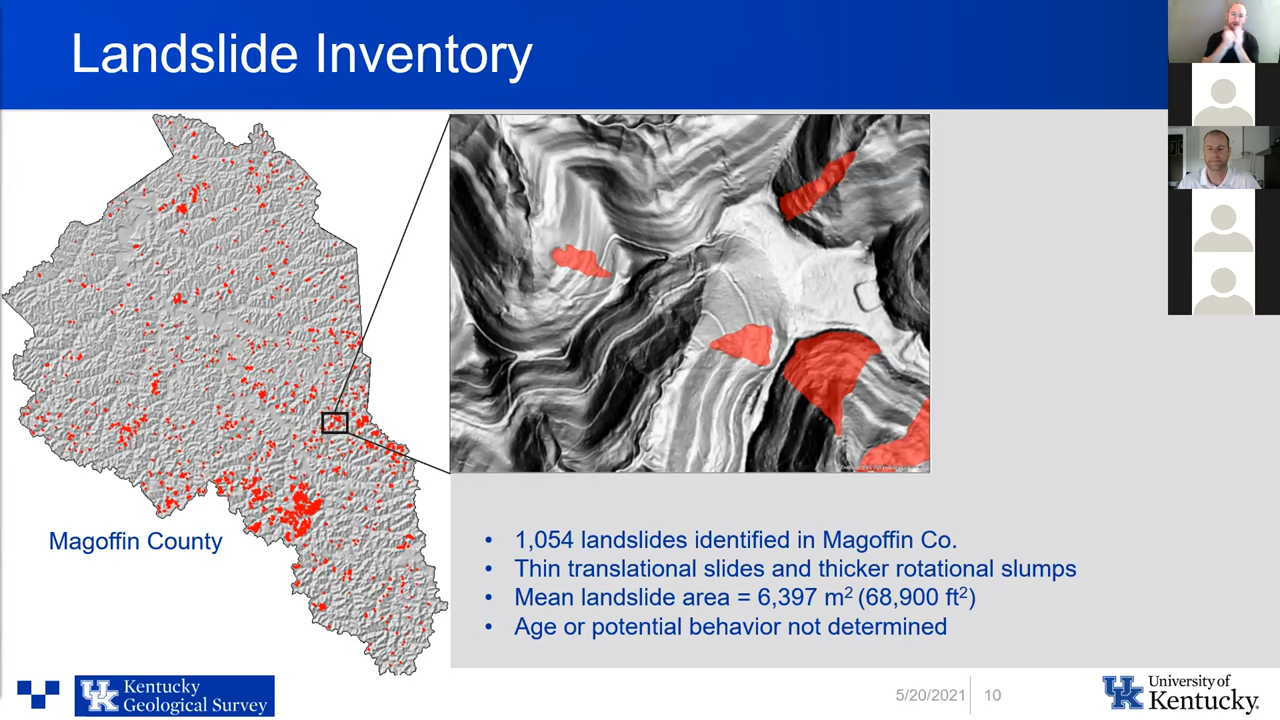 Landslide Inventory
Magoffin County
• 1,054 landslides identified in Magoffin Co.
• Thin translational slides and thicker rotational slumps
• Mean landslide area = 6,397 m² (68,900 ft²)
• Age or potential behavior not determined
UK Kentucky
Geological Survey
5/20/2021 10
UK University of
Kentucky.